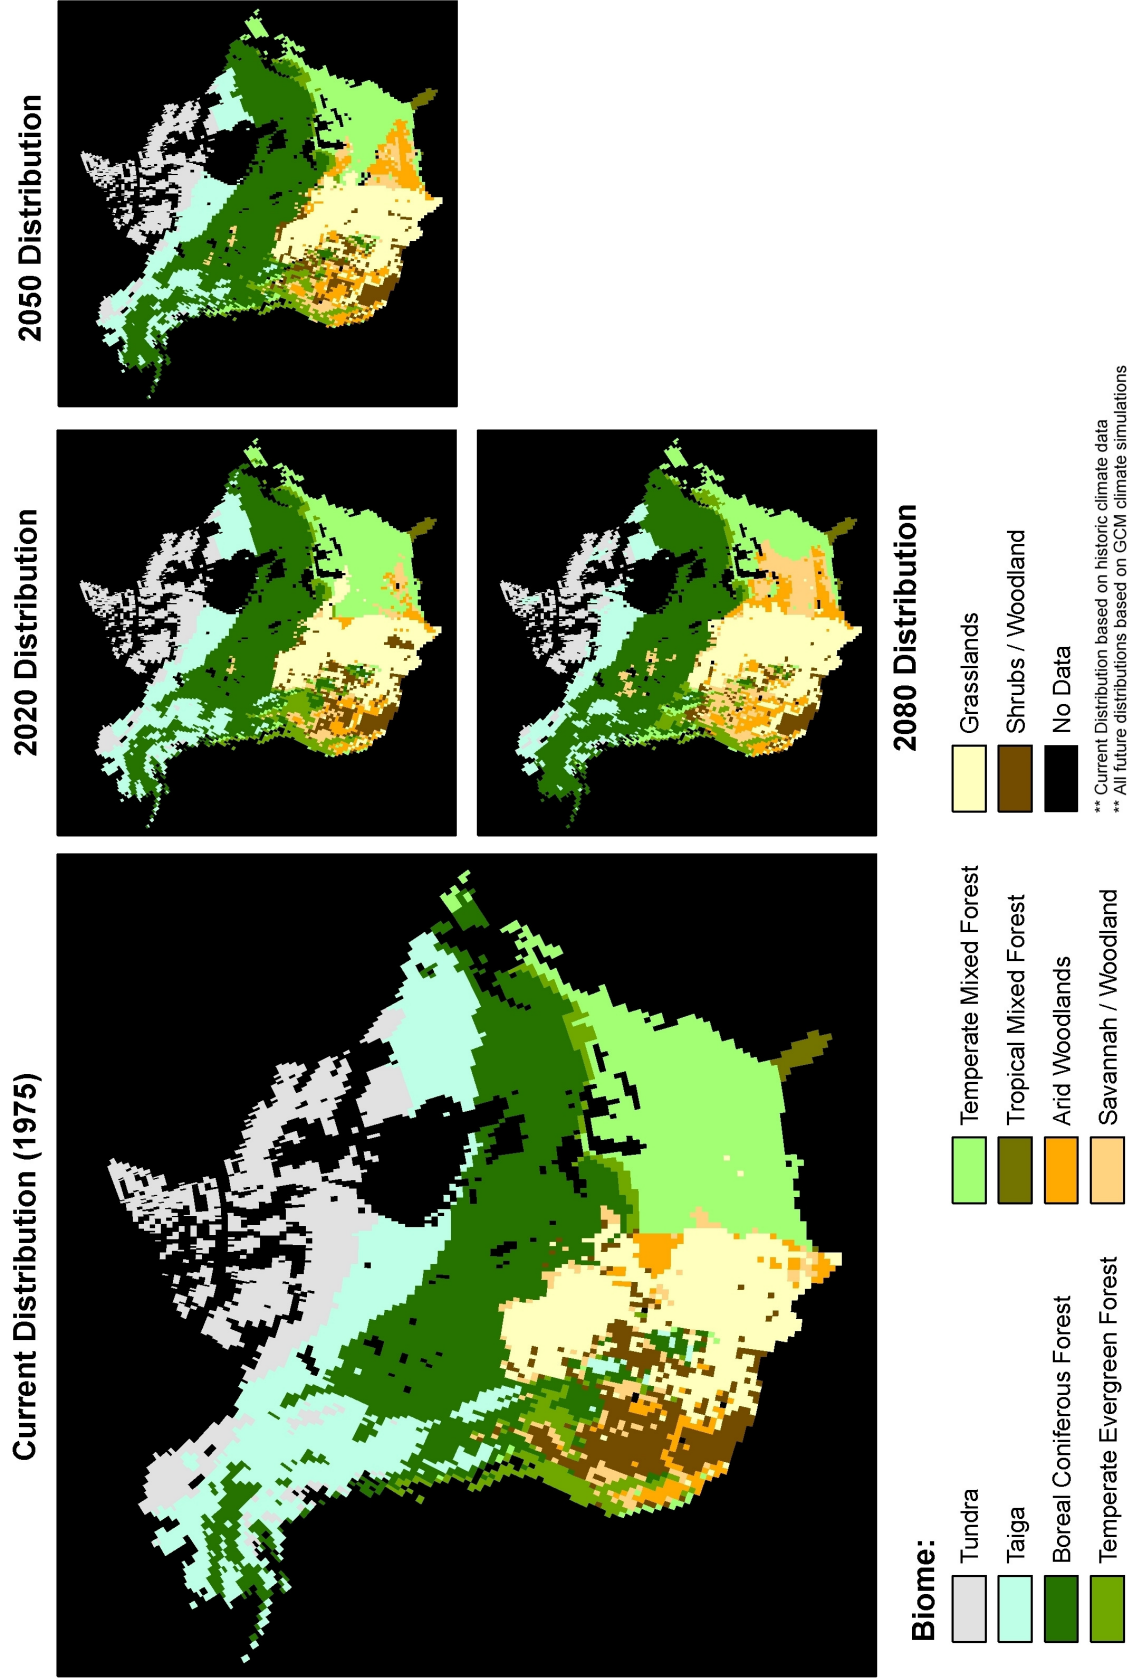 Current Distribution (1975)
2020 Distribution
2050 Distribution
2080 Distribution
Biome:
Tundra
Taiga
Boreal Coniferous Forest
Temperate Evergreen Forest
Temperate Mixed Forest
Tropical Mixed Forest
Arid Woodlands
Savannah / Woodland
Grasslands
Shrubs / Woodland
No Data
** Current Distribution based on historic climate data
** All future distributions based on GCM climate simulations